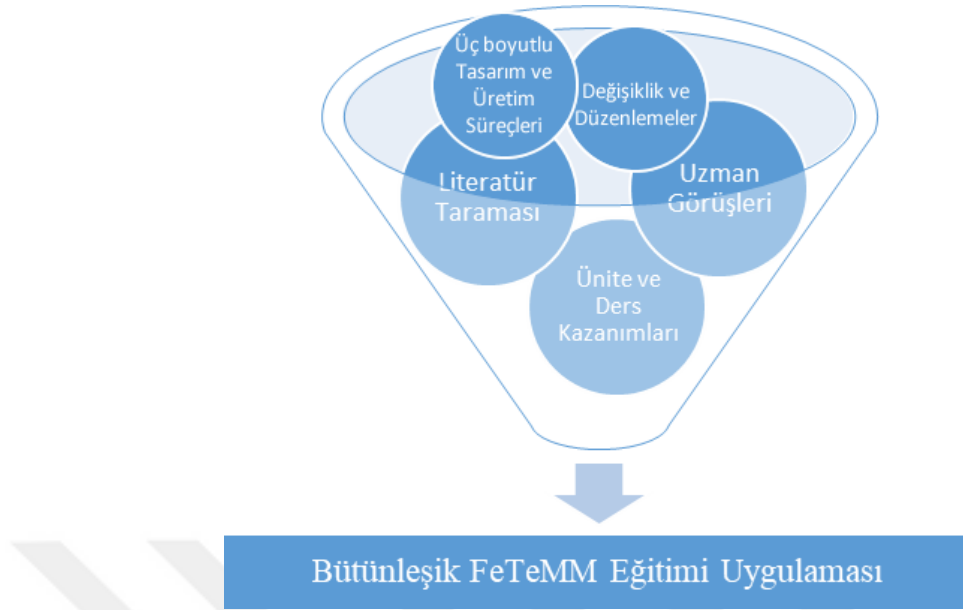 Üç boyutlu
Tasarım ve
Üretim
Süreçleri
Değişiklik ve
Düzenlemeler
Literatür
Taraması
Uzman
Görüşleri
Ünite ve
Ders
Kazanımları
Bütünleşik FeTeMM Eğitimi Uygulaması